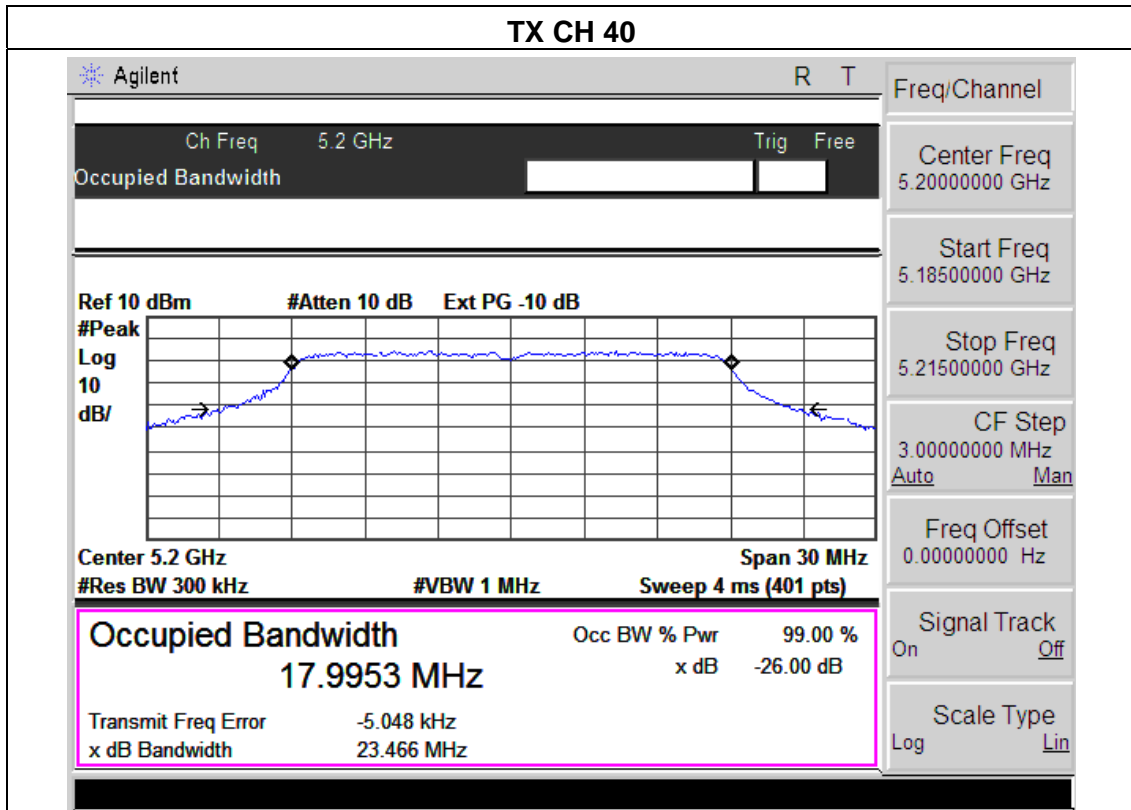 TX CH 40
Agilent R T
Ch Freq 5.2 GHz Trig Free
Occupied Bandwidth
Ref 10 dBm #Atten 10 dB Ext PG -10 dB
#Peak
Log
10
dB/
Center 5.2 GHz Span 30 MHz
#Res BW 300 kHz #VBW 1 MHz Sweep 4 ms (401 pts)
Occupied Bandwidth Occ BW % Pwr 99.00 %
17.9953 MHz x dB -26.00 dB
Transmit Freq Error -5.048 kHz
x dB Bandwidth 23.466 MHz
Freq/Channel
Center Freq
5.20000000 GHz
Start Freq
5.18500000 GHz
Stop Freq
5.21500000 GHz
CF Step
3.00000000 MHz
Auto Man
Freq Offset
0.00000000 Hz
Signal Track
On Off
Scale Type
Log Lin